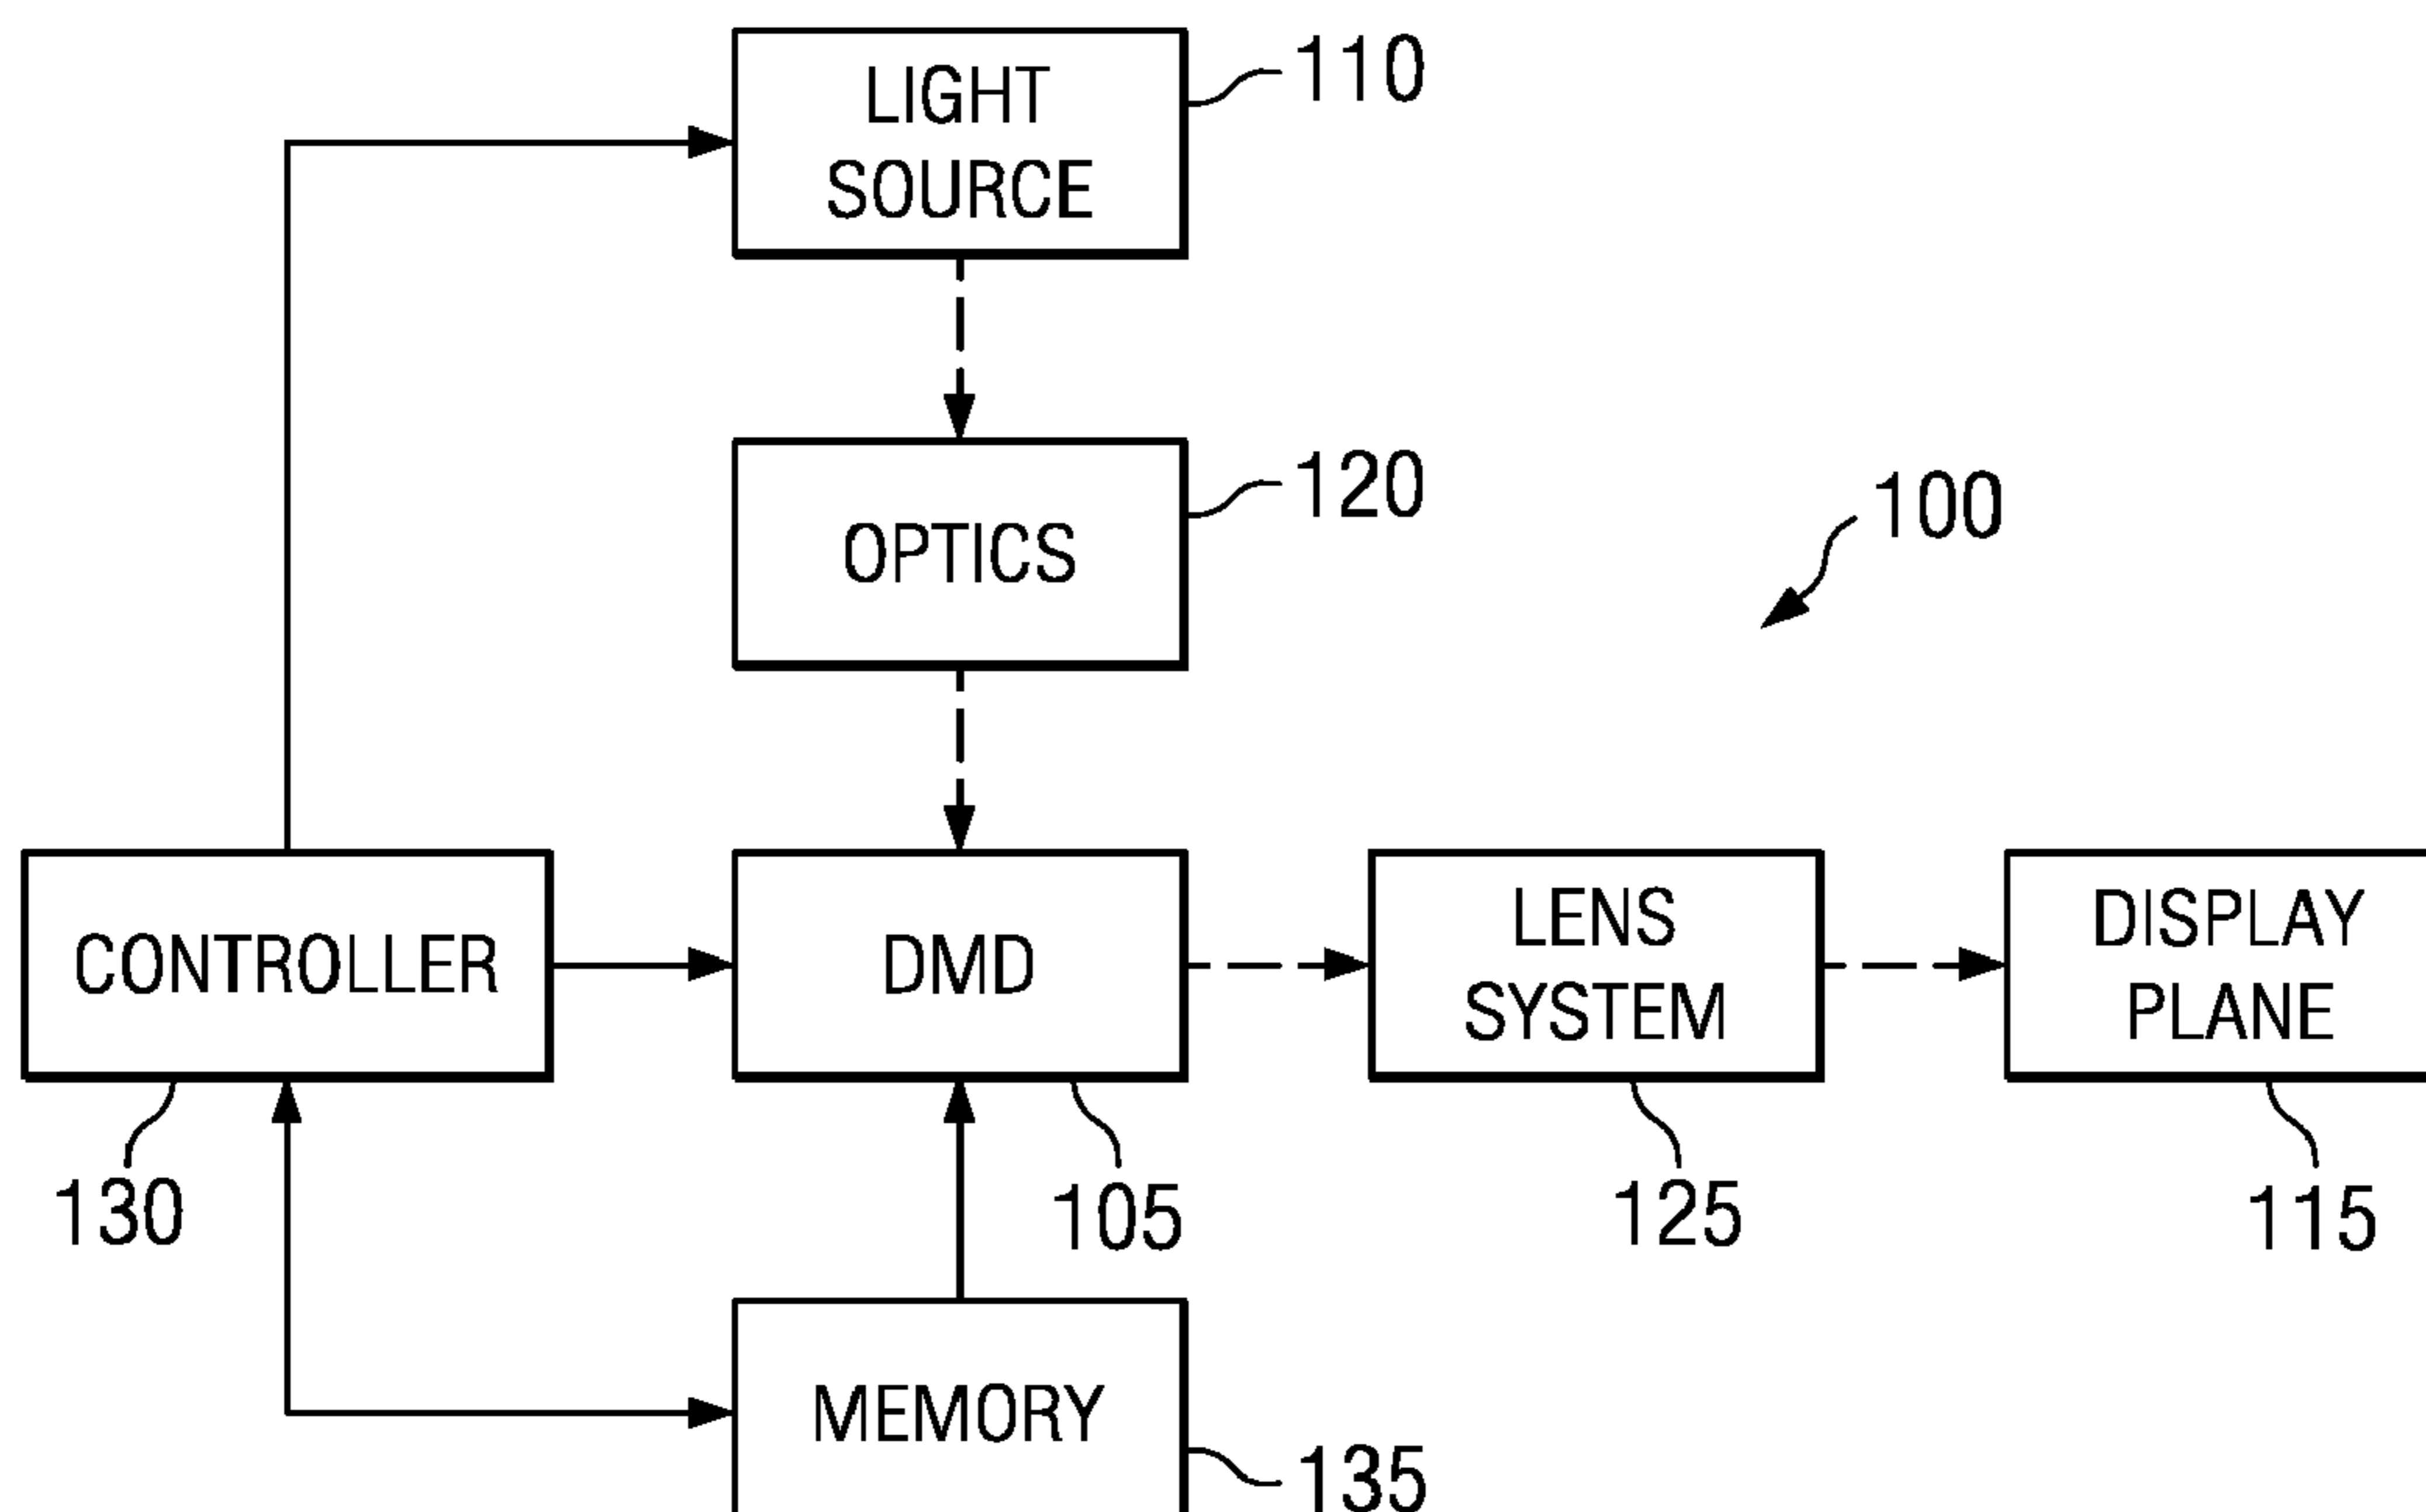 LIGHT
SOURCE
110
OPTICS
120
100
CONTROLLER
DMD
LENS
SYSTEM
DISPLAY
PLANE
130
105
125
115
MEMORY
135